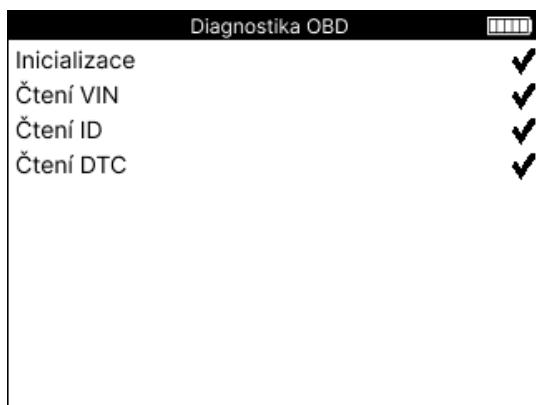 Diagnostika OBD
Inicializace
Čtení VIN
Čtení ID
Čtení DTC